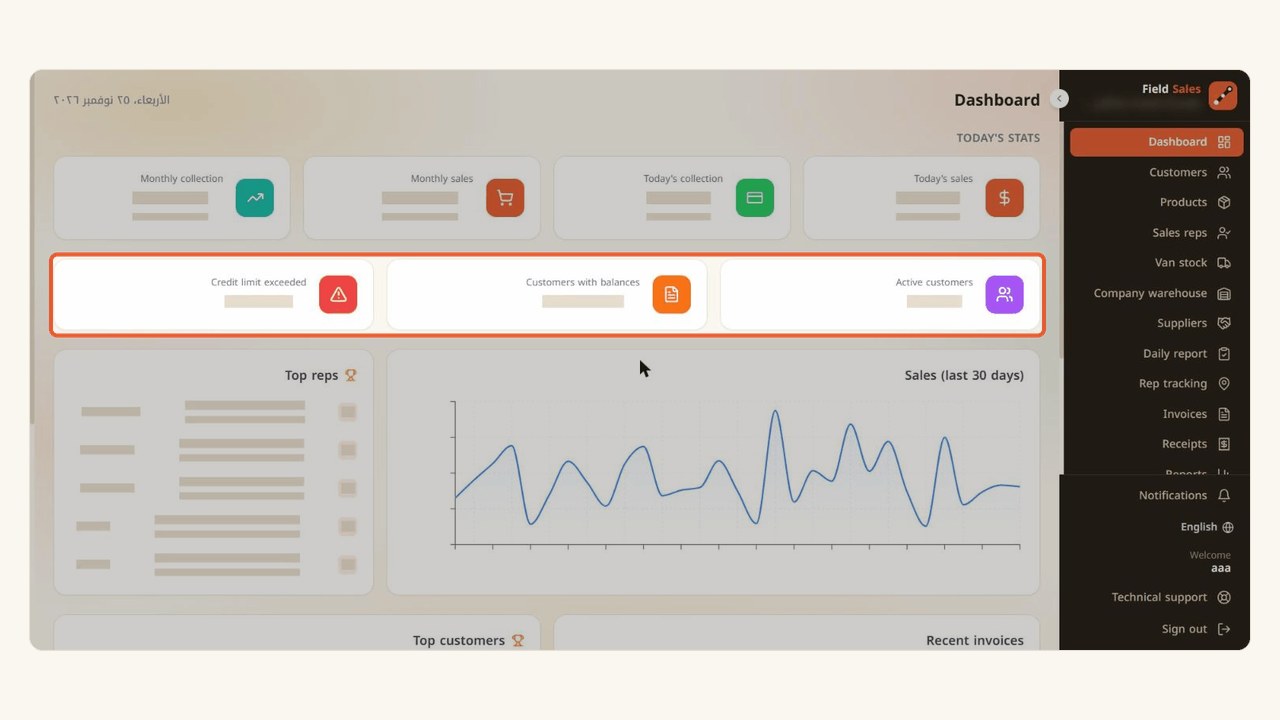 Field Sales
Dashboard
الأربعاء، ٢٥ نوفمبر ٢٠٢٦
TODAY'S STATS
Today's sales
Today's collection
Monthly sales
Monthly collection
Active customers
Customers with balances
Credit limit exceeded
Sales (last 30 days)
Top reps
Recent invoices
Top customers
Dashboard
Customers
Products
Sales reps
Van stock
Company warehouse
Suppliers
Daily report
Rep tracking
Invoices
Receipts
Reports
Notifications
English
Welcome
aaa
Technical support
Sign out